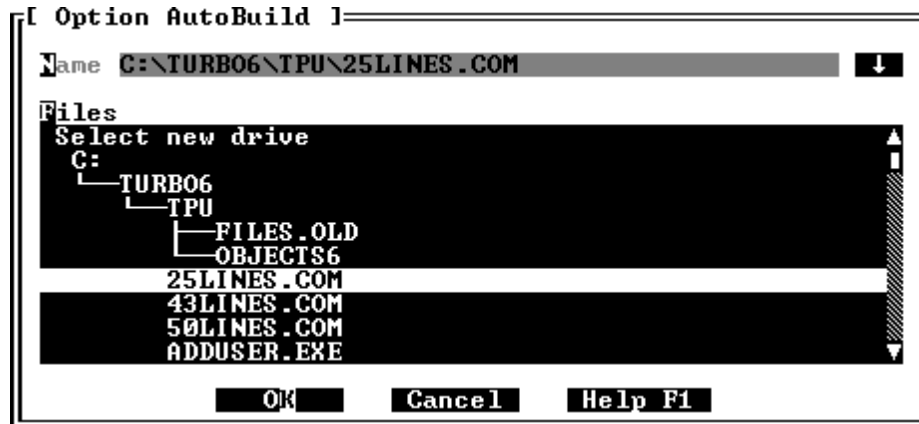 [ Option AutoBuild ]
Name C:\TURBO6\TPU\25LINES.COM
Files
Select new drive
C:
TURBO6
TPU
FILES.OLD
OBJECTS6
25LINES.COM
43LINES.COM
50LINES.COM
ADDUSER.EXE
OK Cancel Help F1